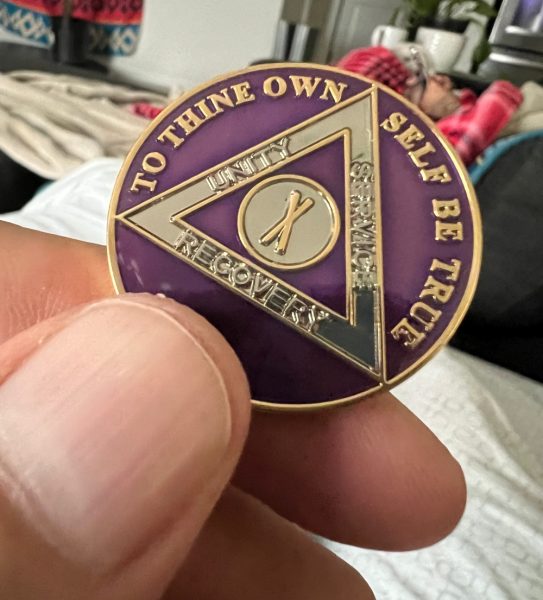 TO THINE OWN
SELF BE TRUE
UNITY
SERVICE
RECOVERY
X